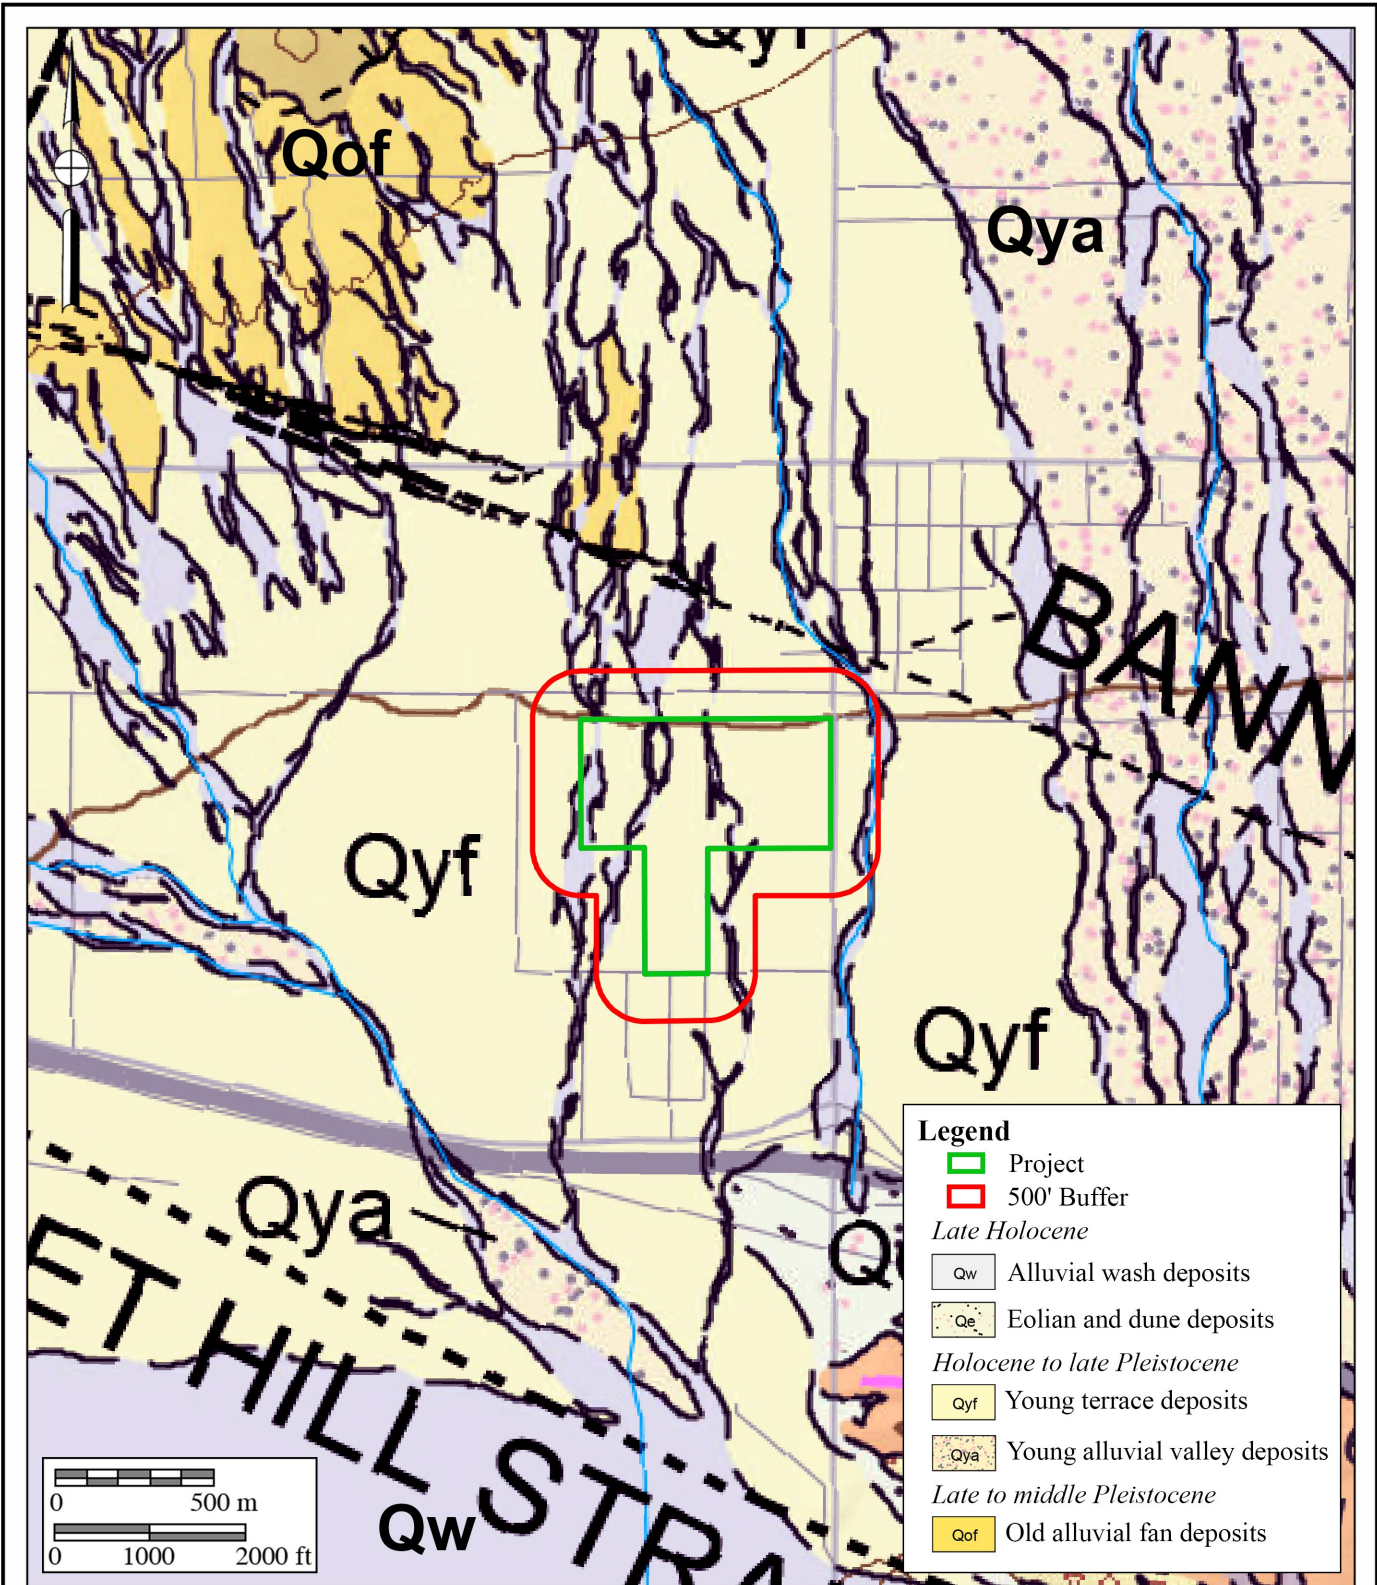 Qyf
Qof
Qya
BANN
Qyf
Qyf
Qya
ET HILL STRA
Qw
0 500 m
0 1000 2000 ft
Legend
Project
500' Buffer
Late Holocene
Qw Alluvial wash deposits
Qe Eolian and dune deposits
Holocene to late Pleistocene
Qyf Young terrace deposits
Qya Young alluvial valley deposits
Late to middle Pleistocene
Qof Old alluvial fan deposits